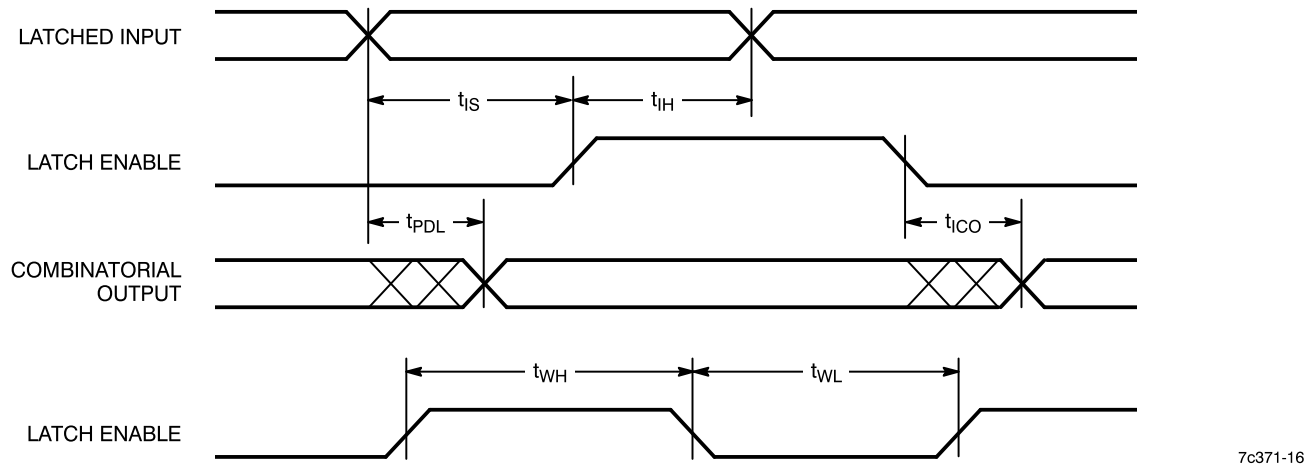 LATCHED INPUT
tIS
tIH
LATCH ENABLE
tPDL
tICO
COMBINATORIAL
OUTPUT
tWH
tWL
LATCH ENABLE
7c371-16